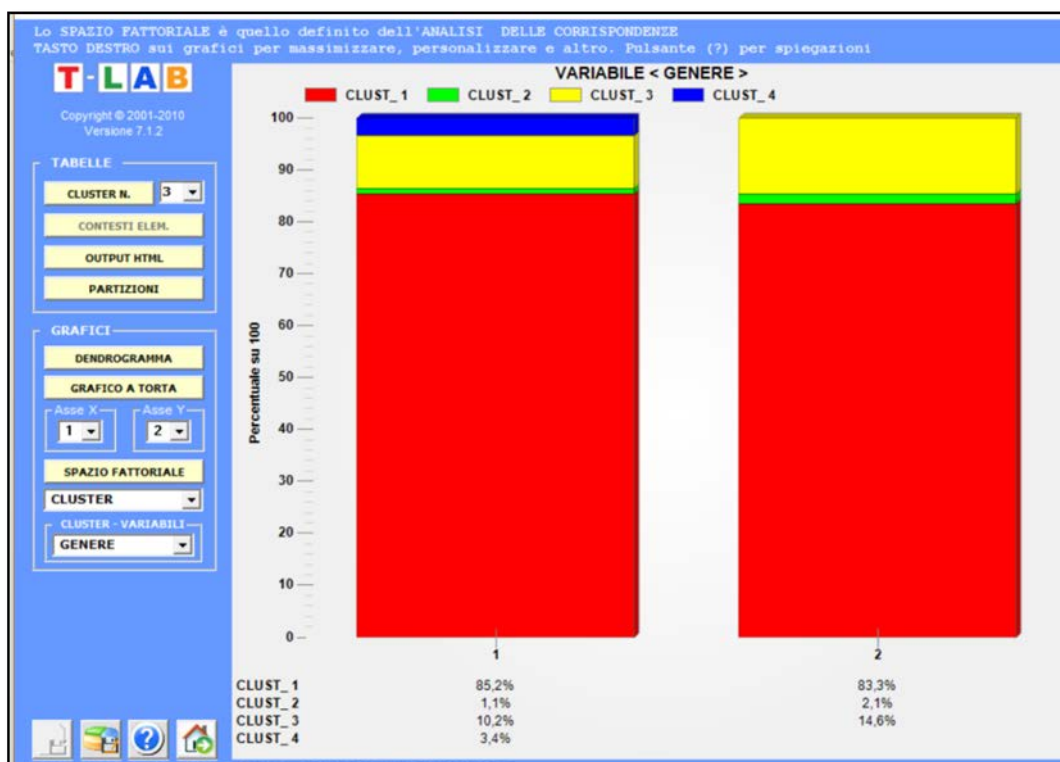 Lo SPAZIO FATTORIALE è quello definito dell'ANALISI DELLE CORRISPONDENZE
TASTO DESTRO sui grafici per massimizzare, personalizzare e altro. Pulsante (?) per spiegazioni
T-LAB
Copyright © 2001-2010
Versione 7.1.2
TABELLE
CLUSTER N. 3
CONTESTI ELEM.
OUTPUT HTML
PARTIZIONI
GRAFICI
DENDROGRAMMA
GRAFICO A TORTA
Asse X Asse Y
1 2
SPAZIO FATTORIALE
CLUSTER
CLUSTER - VARIABILI
GENERE
?
VARIABILE < GENERE >
CLUST_1 CLUST_2 CLUST_3 CLUST_4
Percentuale su 100
100
90
80
70
60
50
40
30
20
10
0
1 2
CLUST_1 85,2% 83,3%
CLUST_2 1,1% 2,1%
CLUST_3 10,2% 14,6%
CLUST_4 3,4%